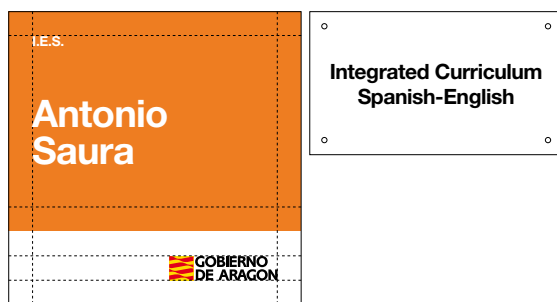 I.E.S.
Antonio
Saura
GOBIERNO
DE ARAGON
Integrated Curriculum
Spanish-English